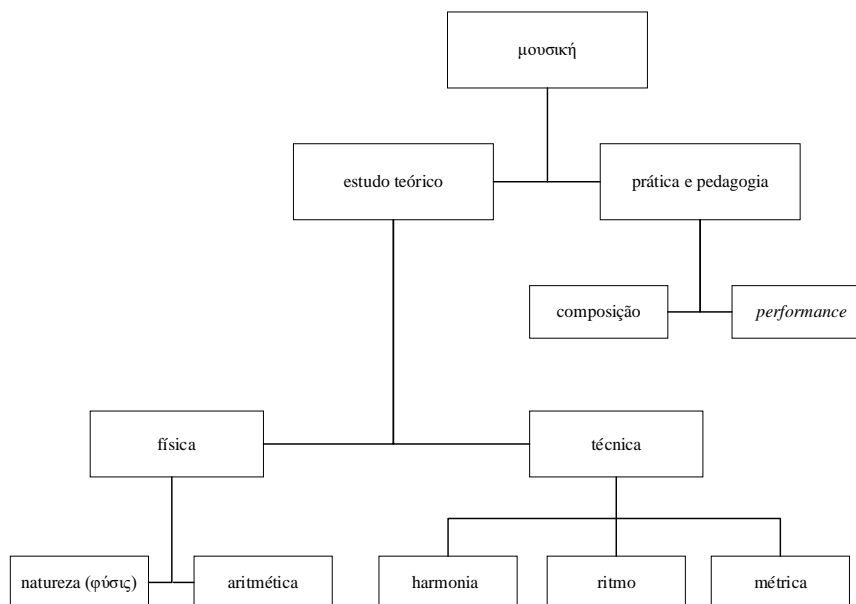 μουσική
estudo teórico
prática e pedagogia
composição
performance
física
técnica
natureza (φύσις)
aritmética
harmonia
ritmo
métrica